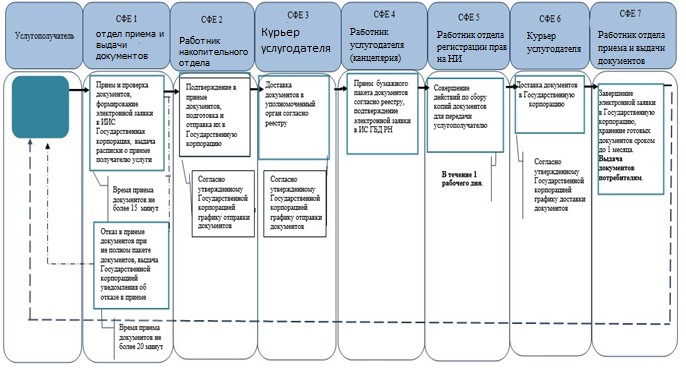 Услугополучатель
СФЕ 1
отдел приема и
выдачи
документов
СФЕ 2
Работник
накопительного
отдела
СФЕ 3
Курьер
услугодателя
СФЕ 4
Работник
услугодателя
(канцелярия)
СФЕ 5
Работник отдела
регистрации прав
на НИ
СФЕ 6
Курьер
услугодателя
СФЕ 7
Работник отдела
приема и выдачи
документов
Прием и проверка
документов,
формирование
электронной заявки
в ИИС
Государственная
корпорация, выдача
расписки о приеме
получателю услуги
Время приема
документов не
более 15 минут
Отказ в приеме
документов при
не полном пакете
документов, выдача
Государственной
корпорацией
уведомления об
отказе в приеме
Время приема
документов не
более 20 минут
Подтверждение в
приеме
документов,
подготовка и
отправка их в
Государственную
корпорацию
Согласно
утвержденному
Государственной
корпорацией
графику отправки
документов
Доставка
документов в
уполномоченный
орган согласно
реестру
Согласно
утвержденному
Государственной
корпорацией
графику отправки
документов
Прием бумажного
пакета документов
согласно реестру,
подтверждение
электронной заявки
в ИС ГБД РН
Совершение
действий по сбору
копий документов
для передачи
услугополучателю
В течение 1
рабочего дня.
Доставка документов
в Государственную
корпорацию
Согласно
утвержденному
Государственной
корпорацией
графику доставки
документов
Завершение
электронной заявки
в Государственную
корпорацию,
хранение готовых
документов сроком
до 1 месяца.
Выдача
документов
потребителям.